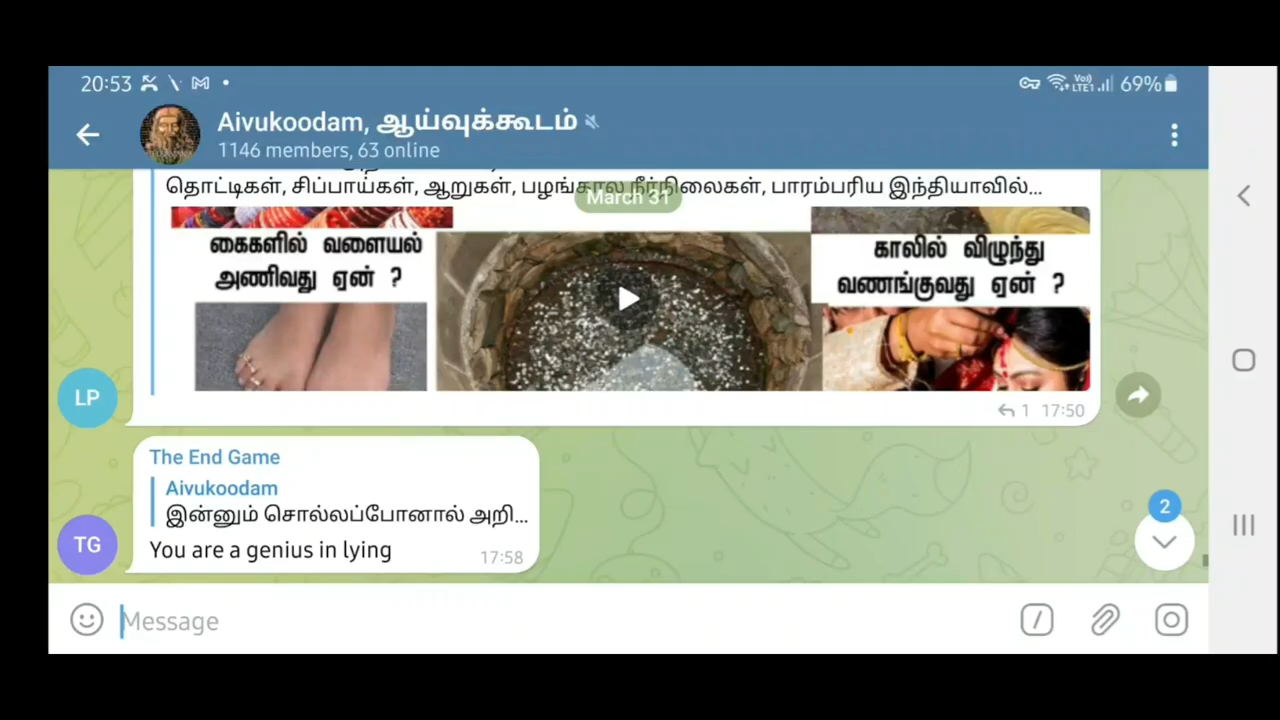 20:53
Vo)) LTE1 69%
Aivukoodam, ஆய்வுக்கூடம்
1146 members, 63 online
தொட்டிகள், சிப்பாய்கள், ஆறுகள், பழங்கால நீர்நிலைகள், பாரம்பரிய இந்தியாவில்...
March 31
கைகளில் வளையல்
அணிவது ஏன் ?
காலில் விழுந்து
வணங்குவது ஏன் ?
LP
1 17:50
The End Game
Aivukoodam
இன்னும் சொல்லப்போனால் அறி...
TG
You are a genius in lying
17:58
2
Message